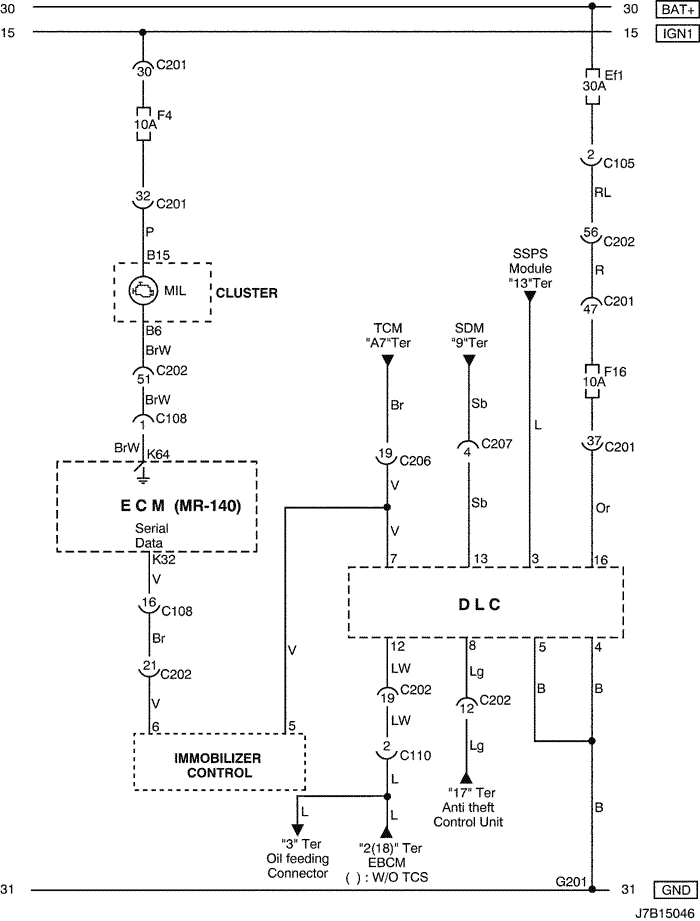 30
30 BAT+
15
15 IGN1
30 C201
Ef1
30A
F4
10A
2 C105
RL
32 C201
P
56 C202
R
B15
MIL
CLUSTER
SSPS
Module
"13"Ter
47 C201
B6
BrW
TCM
"A7"Ter
SDM
"9"Ter
51 C202
F16
10A
BrW
Br
Sb
L
1 C108
BrW
K64
19 C206
4 C207
37 C201
E C M (MR-140)
V
Sb
Or
Serial
Data
V
K32
7
13
3
16
V
D L C
16 C108
Br
12
8
5
4
V
LW
Lg
B
B
21 C202
19 C202
12 C202
V
LW
Lg
6
5
2 C110
IMMOBILIZER
CONTROL
L
"17" Ter
Anti theft
Control Unit
B
L
L
"3" Ter
Oil feeding
Connector
"2(18)" Ter
EBCM
( ) : W/O TCS
G201
31
31 GND
J7B15046